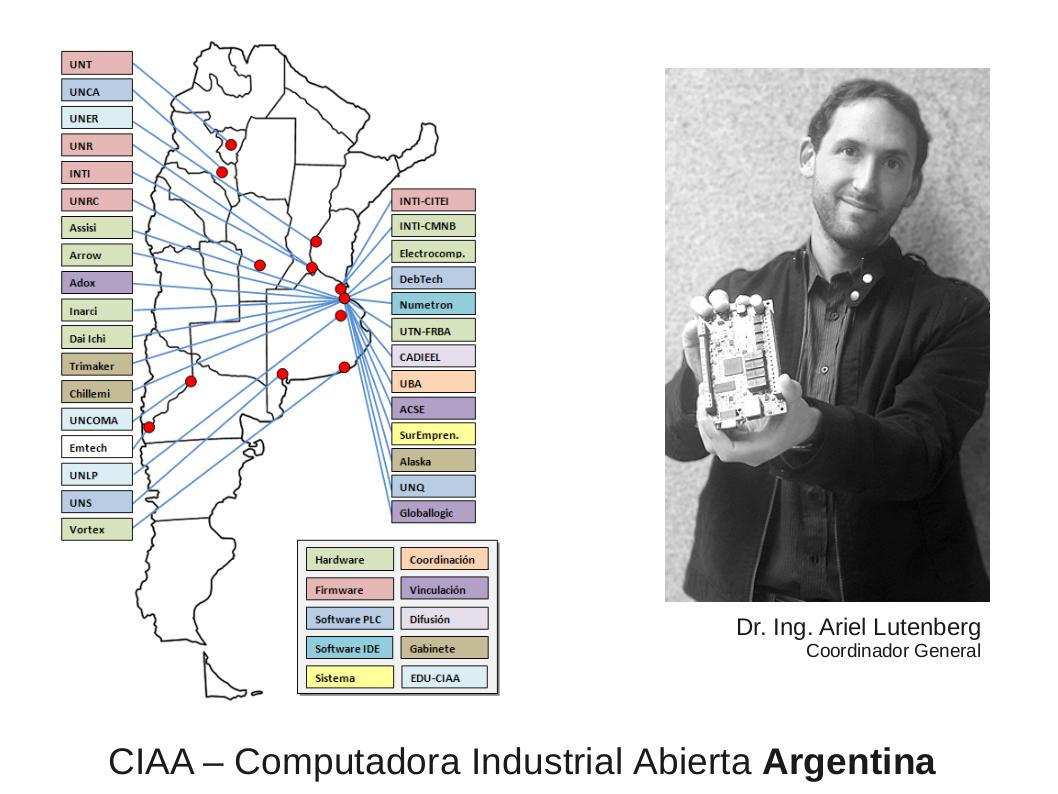 UNT
UNCA
UNER
UNR
INTI
UNRC
Assisi
Arrow
Adox
Inarci
Dai Ichi
Trimaker
Chillemi
UNCOMA
Emtech
UNLP
UNS
Vortex
INTI-CITEI
INTI-CMNB
Electrocomp.
DebTech
Numetron
UTN-FRBA
CADIEEL
UBA
ACSE
SurEmpren.
Alaska
UNQ
Globallogic
Hardware
Coordinación
Firmware
Vinculación
Software PLC
Difusión
Software IDE
Gabinete
Sistema
EDU-CIAA
Dr. Ing. Ariel Lutenberg
Coordinador General
CIAA – Computadora Industrial Abierta Argentina